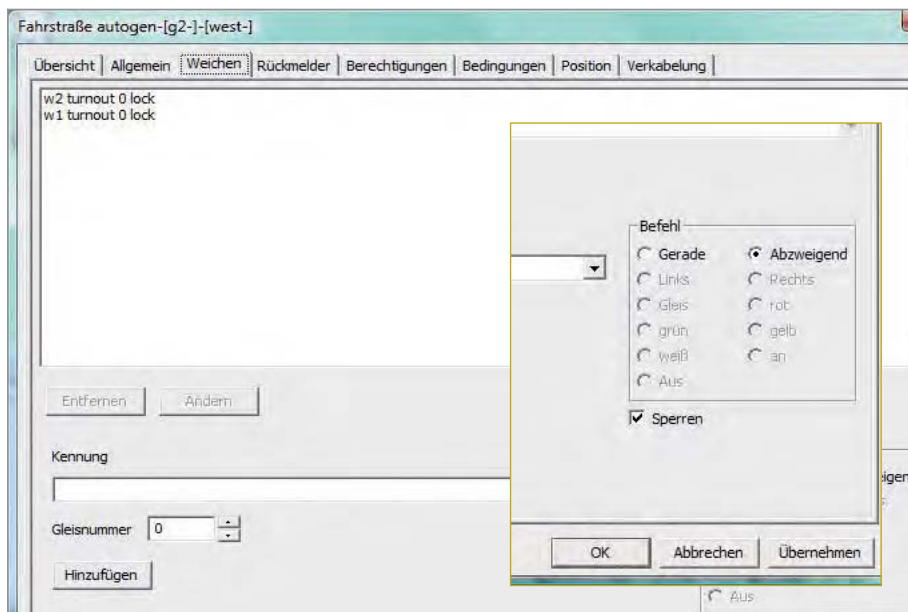 Fahrstraße autogen-[g2-]-[west-]
Übersicht Allgemein Weichen Rückmelder Berechtigungen Bedingungen Position Verkabelung
w2 turnout 0 lock
w1 turnout 0 lock
Befehl
Gerade Abzweigend
Links Rechts
Gleis rot
grün gelb
weiß an
Aus
Sperren
Entfernen Ändern
Kennung
Gleisnummer 0
Hinzufügen
OK Abbrechen Übernehmen
Aus